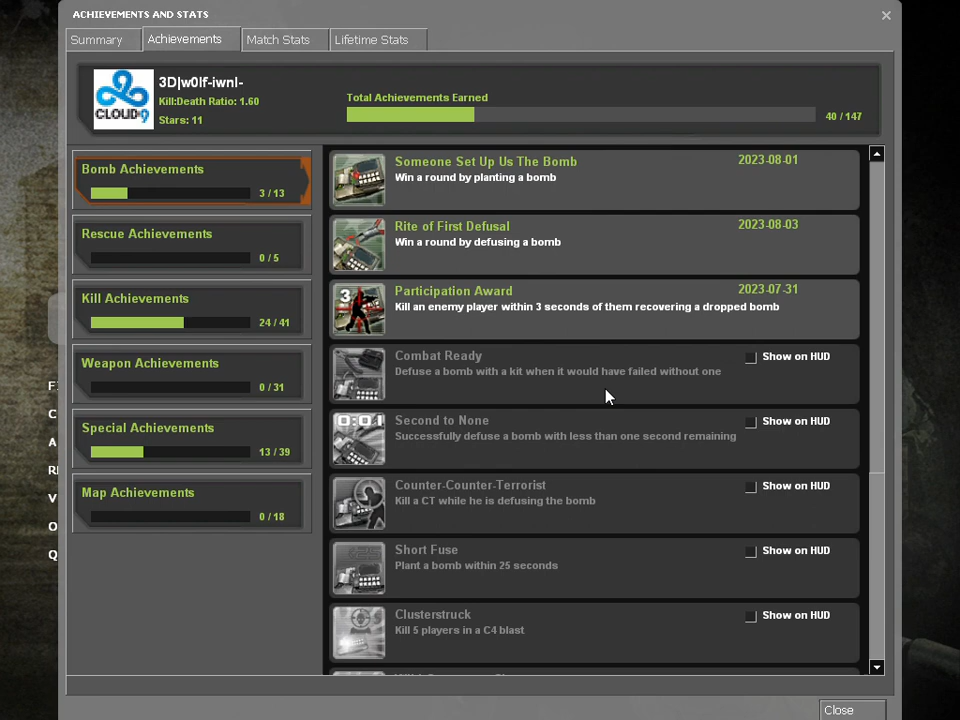 ACHIEVEMENTS AND STATS
Summary
Achievements
Match Stats
Lifetime Stats
CLOUD9
3D|w0lf-iwnl-
Kill:Death Ratio: 1.60
Stars: 11
Total Achievements Earned
40 / 147
Bomb Achievements
3 / 13
Rescue Achievements
0 / 5
Kill Achievements
24 / 41
Weapon Achievements
0 / 31
Special Achievements
13 / 39
Map Achievements
0 / 18
Someone Set Up Us The Bomb
2023-08-01
Win a round by planting a bomb
Rite of First Defusal
2023-08-03
Win a round by defusing a bomb
3
Participation Award
2023-07-31
Kill an enemy player within 3 seconds of them recovering a dropped bomb
Combat Ready
Show on HUD
Defuse a bomb with a kit when it would have failed without one
0:01
Second to None
Show on HUD
Successfully defuse a bomb with less than one second remaining
Counter-Counter-Terrorist
Show on HUD
Kill a CT while he is defusing the bomb
Short Fuse
Show on HUD
Plant a bomb within 25 seconds
Clusterstruck
Show on HUD
Kill 5 players in a C4 blast
F
C
A
R
V
O
Q
Close